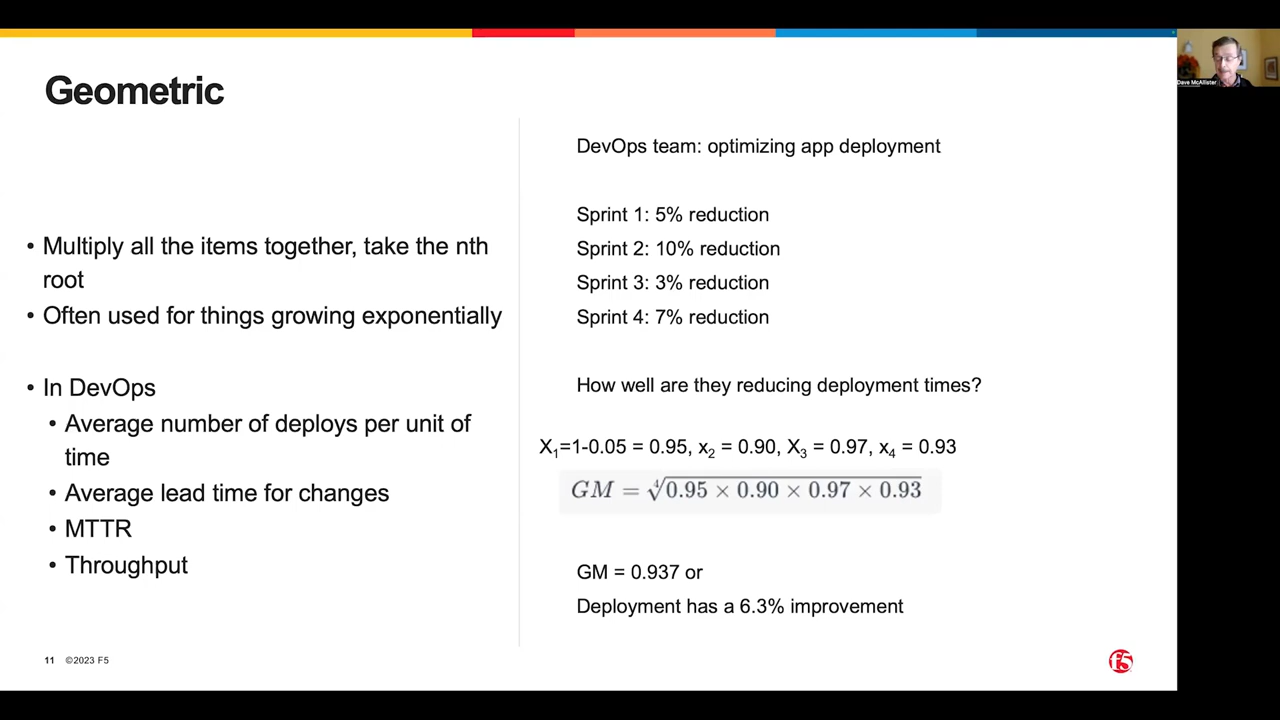 Geometric
• Multiply all the items together, take the nth
root
• Often used for things growing exponentially
• In DevOps
• Average number of deploys per unit of
time
• Average lead time for changes
• MTTR
• Throughput
DevOps team: optimizing app deployment
Sprint 1: 5% reduction
Sprint 2: 10% reduction
Sprint 3: 3% reduction
Sprint 4: 7% reduction
How well are they reducing deployment times?
X₁=1-0.05 = 0.95, x₂ = 0.90, X₃ = 0.97, x₄ = 0.93
GM = ∜0.95 × 0.90 × 0.97 × 0.93
GM = 0.937 or
Deployment has a 6.3% improvement
11 ©2023 F5
f5
Dave McAllister